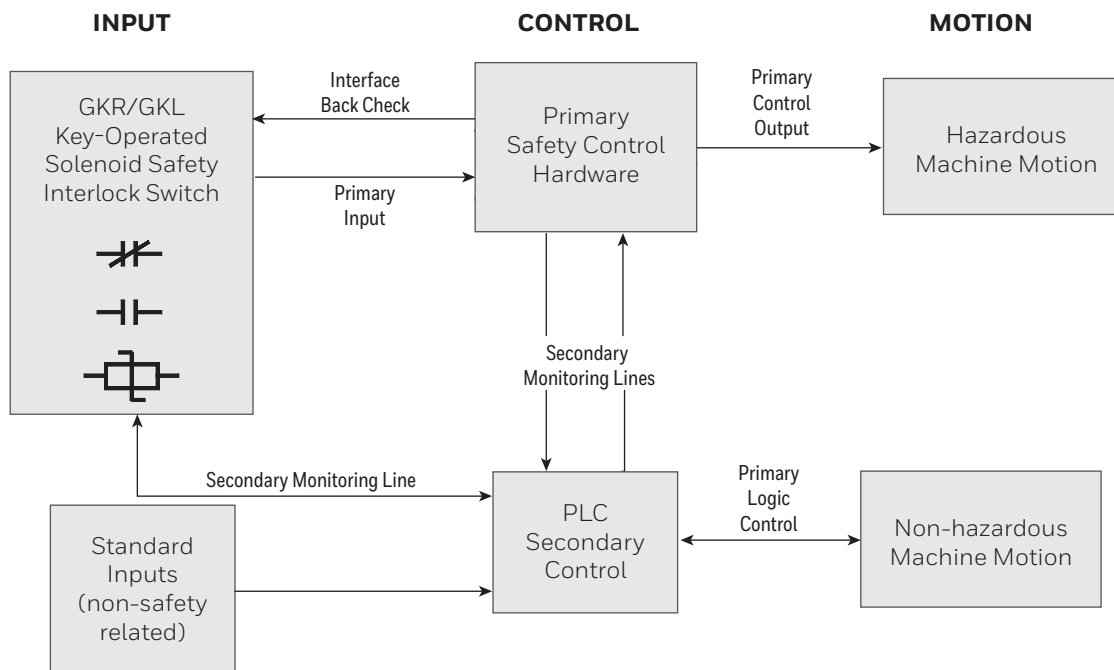 INPUT
CONTROL
MOTION
GKR/GKL
Key-Operated
Solenoid Safety
Interlock Switch
Interface
Back Check
Primary
Input
Primary
Safety Control
Hardware
Primary
Control
Output
Hazardous
Machine Motion
Secondary
Monitoring Lines
Secondary Monitoring Line
Standard
Inputs
(non-safety
related)
PLC
Secondary
Control
Primary
Logic
Control
Non-hazardous
Machine Motion